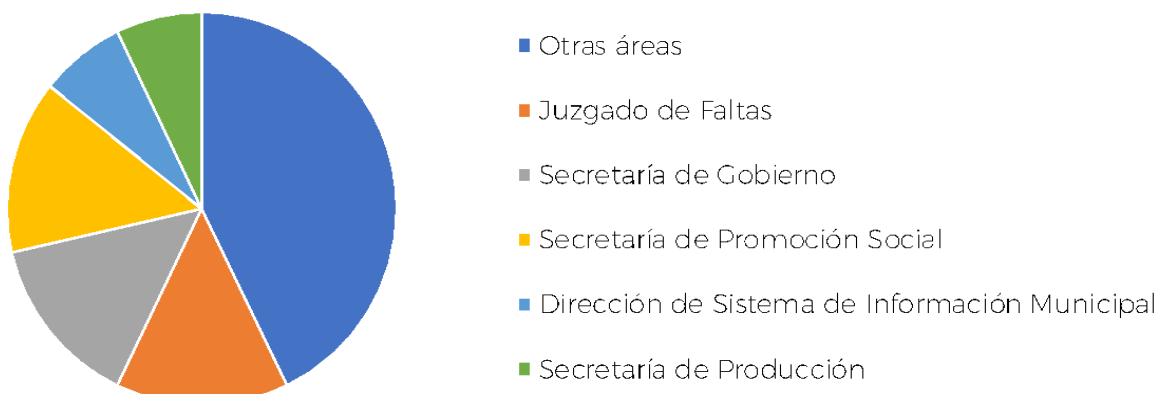 Otras áreas
Juzgado de Faltas
Secretaría de Gobierno
Secretaría de Promoción Social
Dirección de Sistema de Información Municipal
Secretaría de Producción